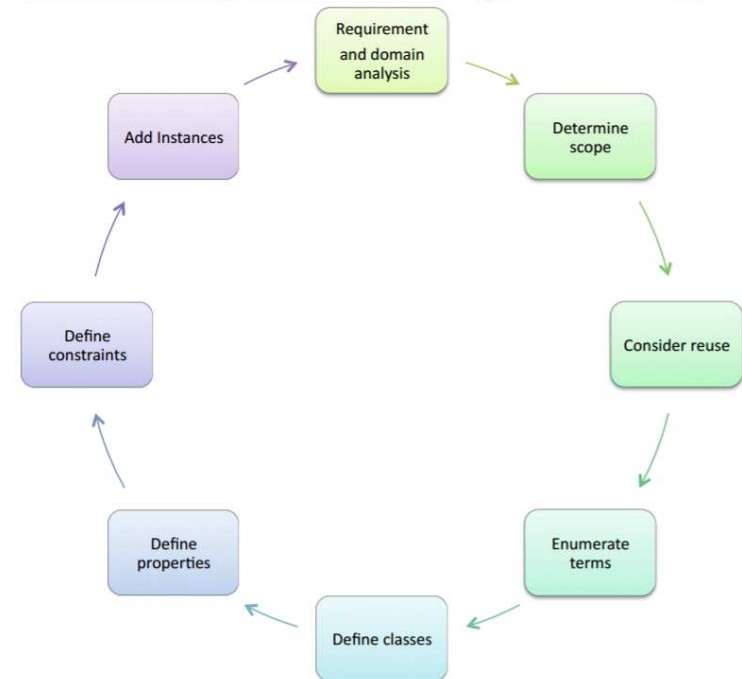 Requirement
and domain
analysis
Determine
scope
Consider reuse
Enumerate
terms
Define classes
Define
properties
Define
constraints
Add Instances